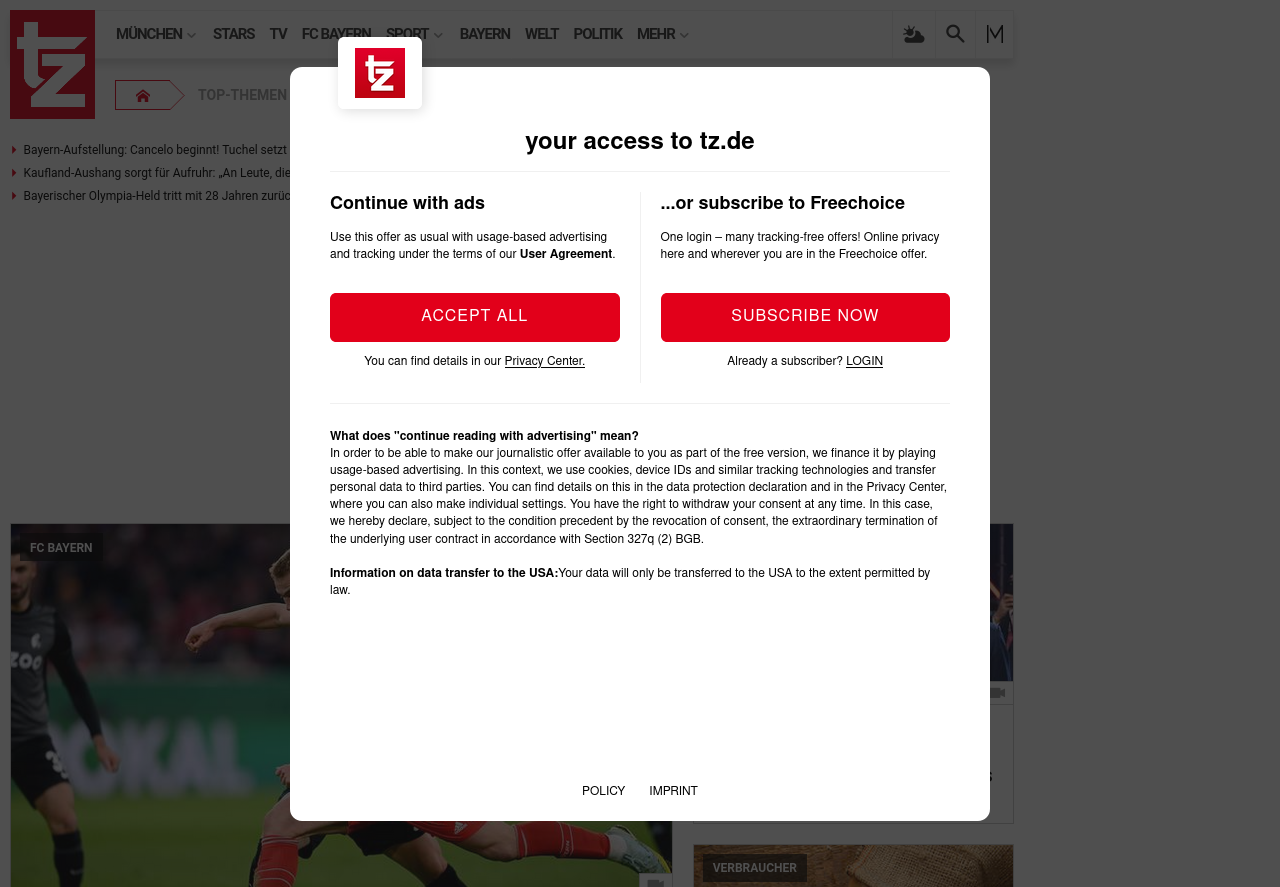 MÜNCHEN STARS TV FC BAYERN SPORT BAYERN WELT POLITIK MEHR
tz
tz
TOP-THEMEN
Bayern-Aufstellung: Cancelo beginnt! Tuchel setzt
Kaufland-Aushang sorgt für Aufruhr: „An Leute, die
Bayerischer Olympia-Held tritt mit 28 Jahren zurüc
your access to tz.de
Continue with ads
Use this offer as usual with usage-based advertising
and tracking under the terms of our User Agreement.
ACCEPT ALL
You can find details in our Privacy Center.
...or subscribe to Freechoice
One login – many tracking-free offers! Online privacy
here and wherever you are in the Freechoice offer.
SUBSCRIBE NOW
Already a subscriber? LOGIN
What does "continue reading with advertising" mean?
In order to be able to make our journalistic offer available to you as part of the free version, we finance it by playing
usage-based advertising. In this context, we use cookies, device IDs and similar tracking technologies and transfer
personal data to third parties. You can find details on this in the data protection declaration and in the Privacy Center,
where you can also make individual settings. You have the right to withdraw your consent at any time. In this case,
we hereby declare, subject to the condition precedent by the revocation of consent, the extraordinary termination of
the underlying user contract in accordance with Section 327q (2) BGB.
Information on data transfer to the USA:Your data will only be transferred to the USA to the extent permitted by
law.
POLICY IMPRINT
FC BAYERN
VERBRAUCHER